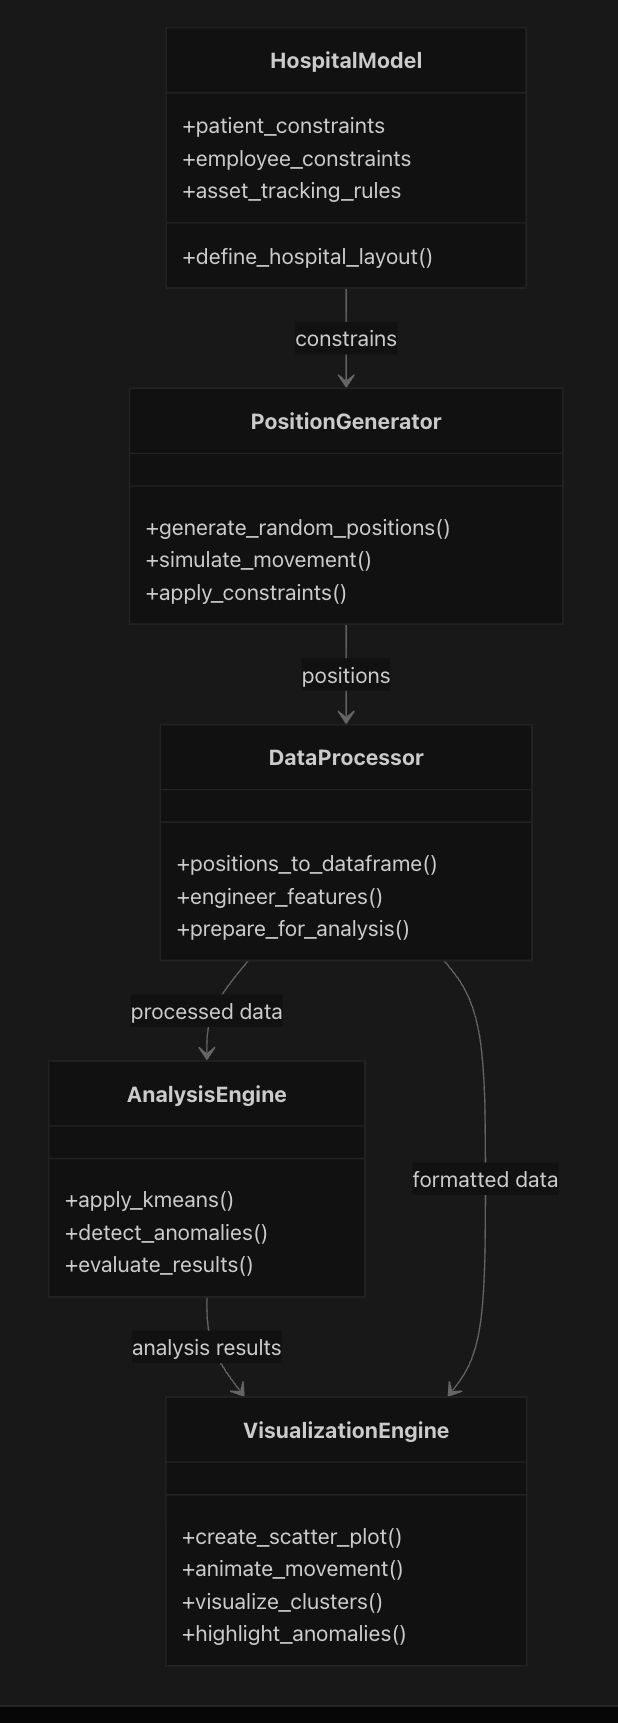 HospitalModel
+patient_constraints
+employee_constraints
+asset_tracking_rules
+define_hospital_layout()
constrains
PositionGenerator
+generate_random_positions()
+simulate_movement()
+apply_constraints()
positions
DataProcessor
+positions_to_dataframe()
+engineer_features()
+prepare_for_analysis()
processed data
AnalysisEngine
+apply_kmeans()
+detect_anomalies()
+evaluate_results()
formatted data
analysis results
VisualizationEngine
+create_scatter_plot()
+animate_movement()
+visualize_clusters()
+highlight_anomalies()